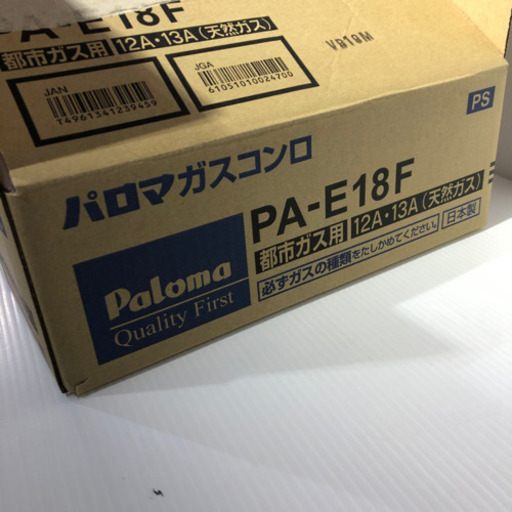 PA-E18F
都市ガス用 12A・13A(天然ガス)
V919M
JAN
T4961341239459
JGA
61051010024700
PS
パロマガスコンロ
PA-E18F
都市ガス用 12A・13A(天然ガス)
必ずガスの種類をたしかめてください。 日本製
Paloma
Quality First